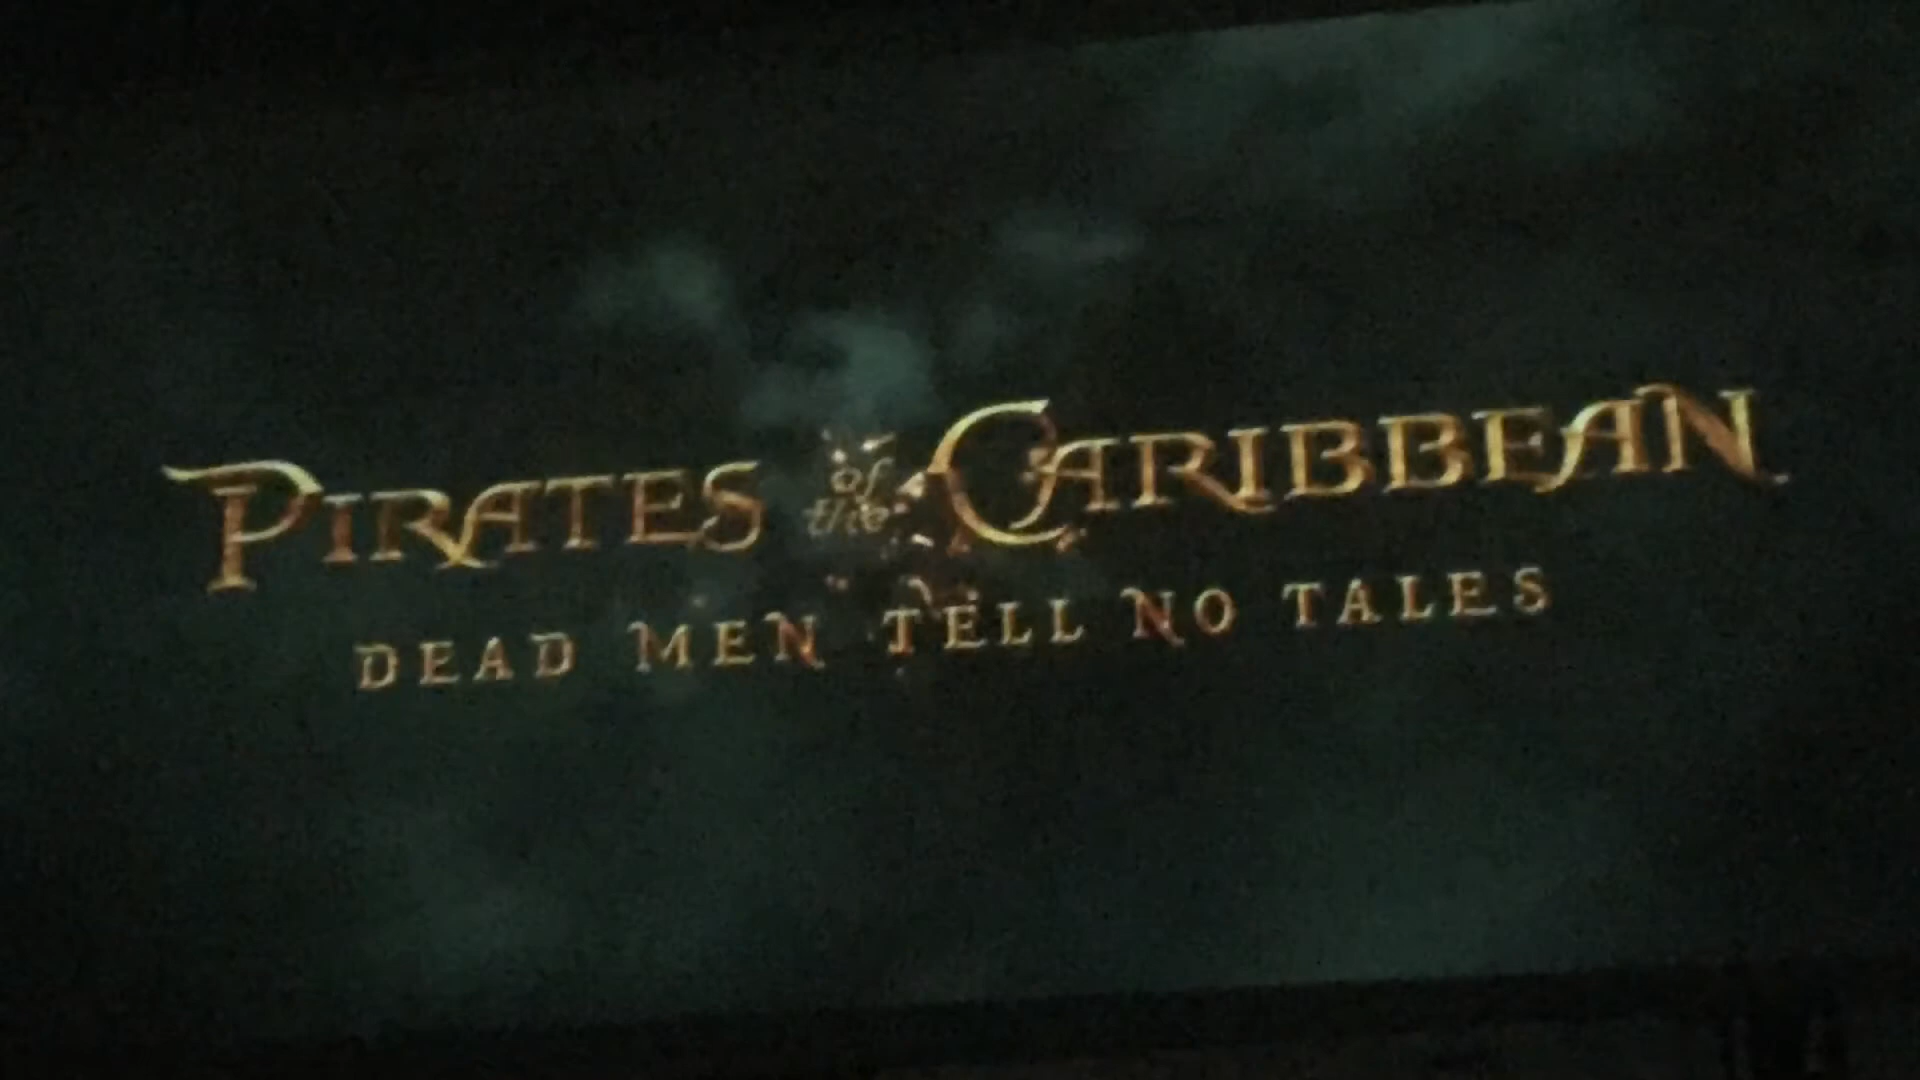 PIRATES of the CARIBBEAN
DEAD MEN TELL NO TALES